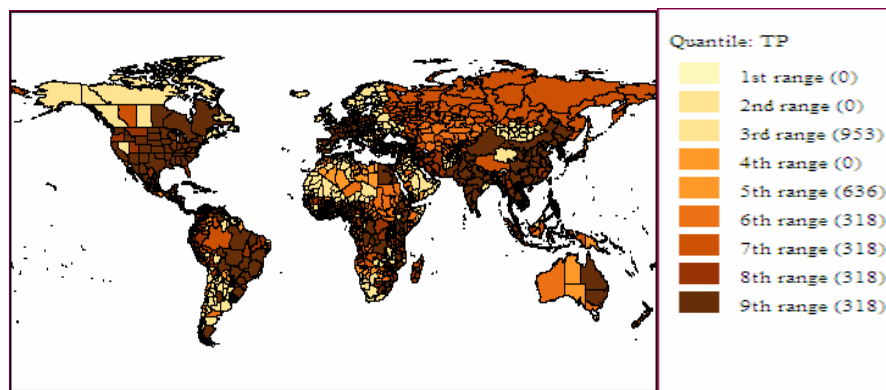 Quantile: TP
1st range (0)
2nd range (0)
3rd range (953)
4th range (0)
5th range (636)
6th range (318)
7th range (318)
8th range (318)
9th range (318)